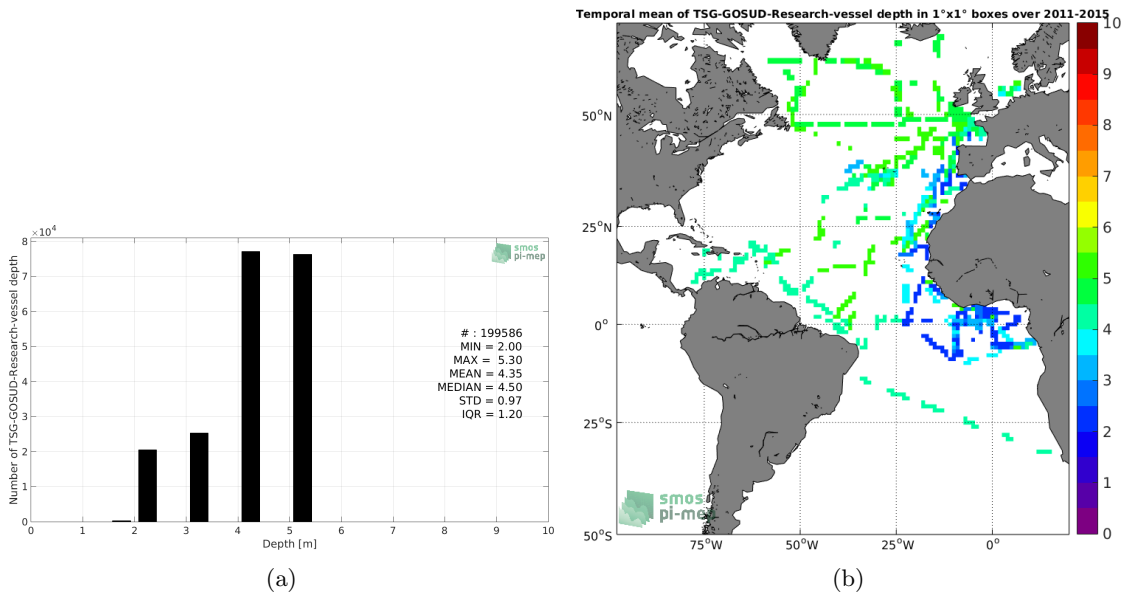 Temporal mean of TSG-GOSUD-Research-vessel depth in 1°x1° boxes over 2011-2015
×10⁴
8
7
6
5
4
3
2
1
0
Number of TSG-GOSUD-Research-vessel depth
smos
pi-mep
# : 199586
MIN = 2.00
MAX = 5.30
MEAN = 4.35
MEDIAN = 4.50
STD = 0.97
IQR = 1.20
0 1 2 3 4 5 6 7 8 9 10
Depth [m]
(a)
50°N
25°N
0°
25°S
50°S
75°W 50°W 25°W 0°
smos
pi-mep
10
9
8
7
6
5
4
3
2
1
0
(b)